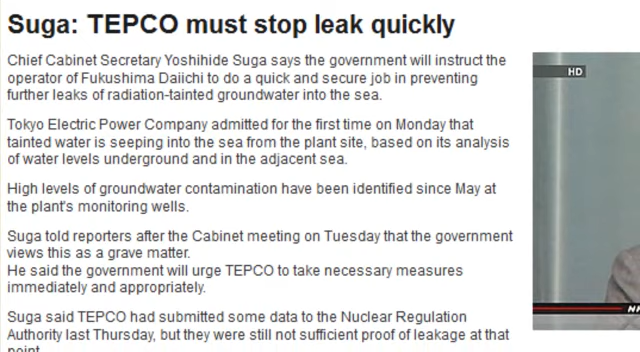 Suga: TEPCO must stop leak quickly
Chief Cabinet Secretary Yoshihide Suga says the government will instruct the
operator of Fukushima Daiichi to do a quick and secure job in preventing
further leaks of radiation-tainted groundwater into the sea.
Tokyo Electric Power Company admitted for the first time on Monday that
tainted water is seeping into the sea from the plant site, based on its analysis
of water levels underground and in the adjacent sea.
High levels of groundwater contamination have been identified since May at
the plant's monitoring wells.
Suga told reporters after the Cabinet meeting on Tuesday that the government
views this as a grave matter.
He said the government will urge TEPCO to take necessary measures
immediately and appropriately.
Suga said TEPCO had submitted some data to the Nuclear Regulation
Authority last Thursday, but they were still not sufficient proof of leakage at that
point.
HD